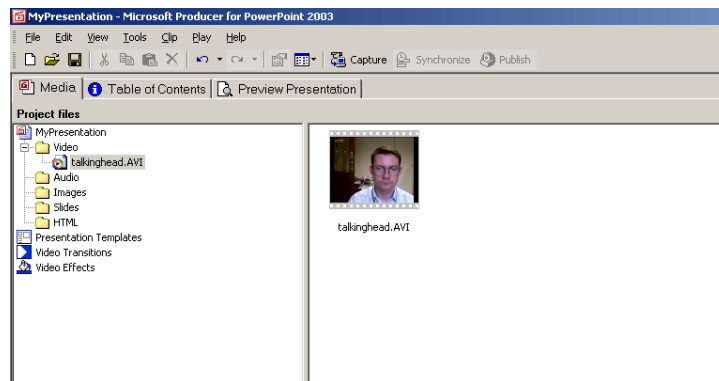 MyPresentation - Microsoft Producer for PowerPoint 2003
File Edit View Tools Clip Play Help
Capture Synchronize Publish
Media Table of Contents Preview Presentation
Project files
MyPresentation
Video
talkinghead.AVI
Audio
Images
Slides
HTML
Presentation Templates
Video Transitions
Video Effects
talkinghead.AVI